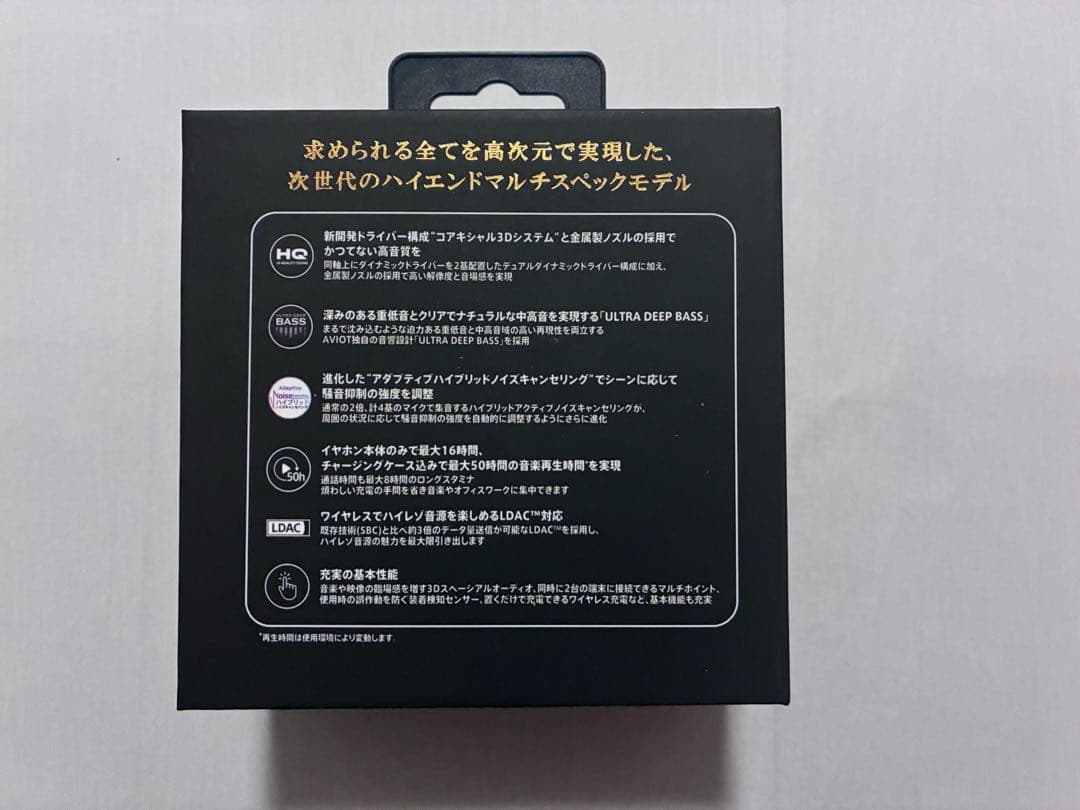 求められる全てを高次元で実現した、
次世代のハイエンドマルチスペックモデル
HQ
HI-QUALITY SOUND
新開発ドライバー構成"コアキシャル3Dシステム"と金属製ノズルの採用で
かつてない高音質を
同軸上にダイナミックドライバーを2基配置したデュアルダイナミックドライバー構成に加え、
金属製ノズルの採用で高い解像度と音場感を実現
ULTRA DEEP
BASS
深みのある重低音とクリアでナチュラルな中高音を実現する「ULTRA DEEP BASS」
まるで沈み込むような迫力ある重低音と中高音域の高い再現性を両立する
AVIOT独自の音響設計「ULTRA DEEP BASS」を採用
Adaptive
Noise
ハイブリッド
ノイズキャンセリング
進化した"アダプティブハイブリッドノイズキャンセリング"でシーンに応じて
騒音抑制の強度を調整
通常の2倍、計4基のマイクで集音するハイブリッドアクティブノイズキャンセリングが、
周囲の状況に応じて騒音抑制の強度を自動的に調整するようにさらに進化
50h
イヤホン本体のみで最大16時間、
チャージングケース込みで最大50時間の音楽再生時間*を実現
通話時間も最大8時間のロングスタミナ
煩わしい充電の手間を省き音楽やオフィスワークに集中できます
LDAC
ワイヤレスでハイレゾ音源を楽しめるLDAC™対応
既存技術(SBC)と比べ約3倍のデータ量送信が可能なLDAC™を採用し、
ハイレゾ音源の魅力を最大限引き出します
充実の基本性能
音楽や映像の臨場感を増す3Dスペーシャルオーディオ、同時に2台の端末に接続できるマルチポイント、
使用時の誤作動を防ぐ装着検知センサー、置くだけで充電できるワイヤレス充電など、基本機能も充実
*再生時間は使用環境により変動します。